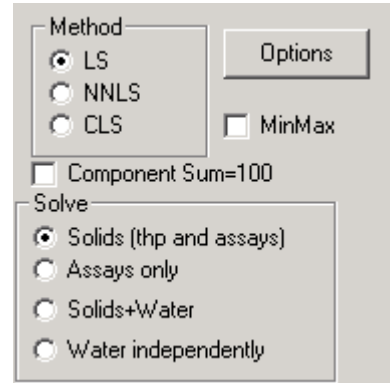 Method
LS
Options
NNLS
CLS
MinMax
Component Sum=100
Solve
Solids (thp and assays)
Assays only
Solids+Water
Water independently